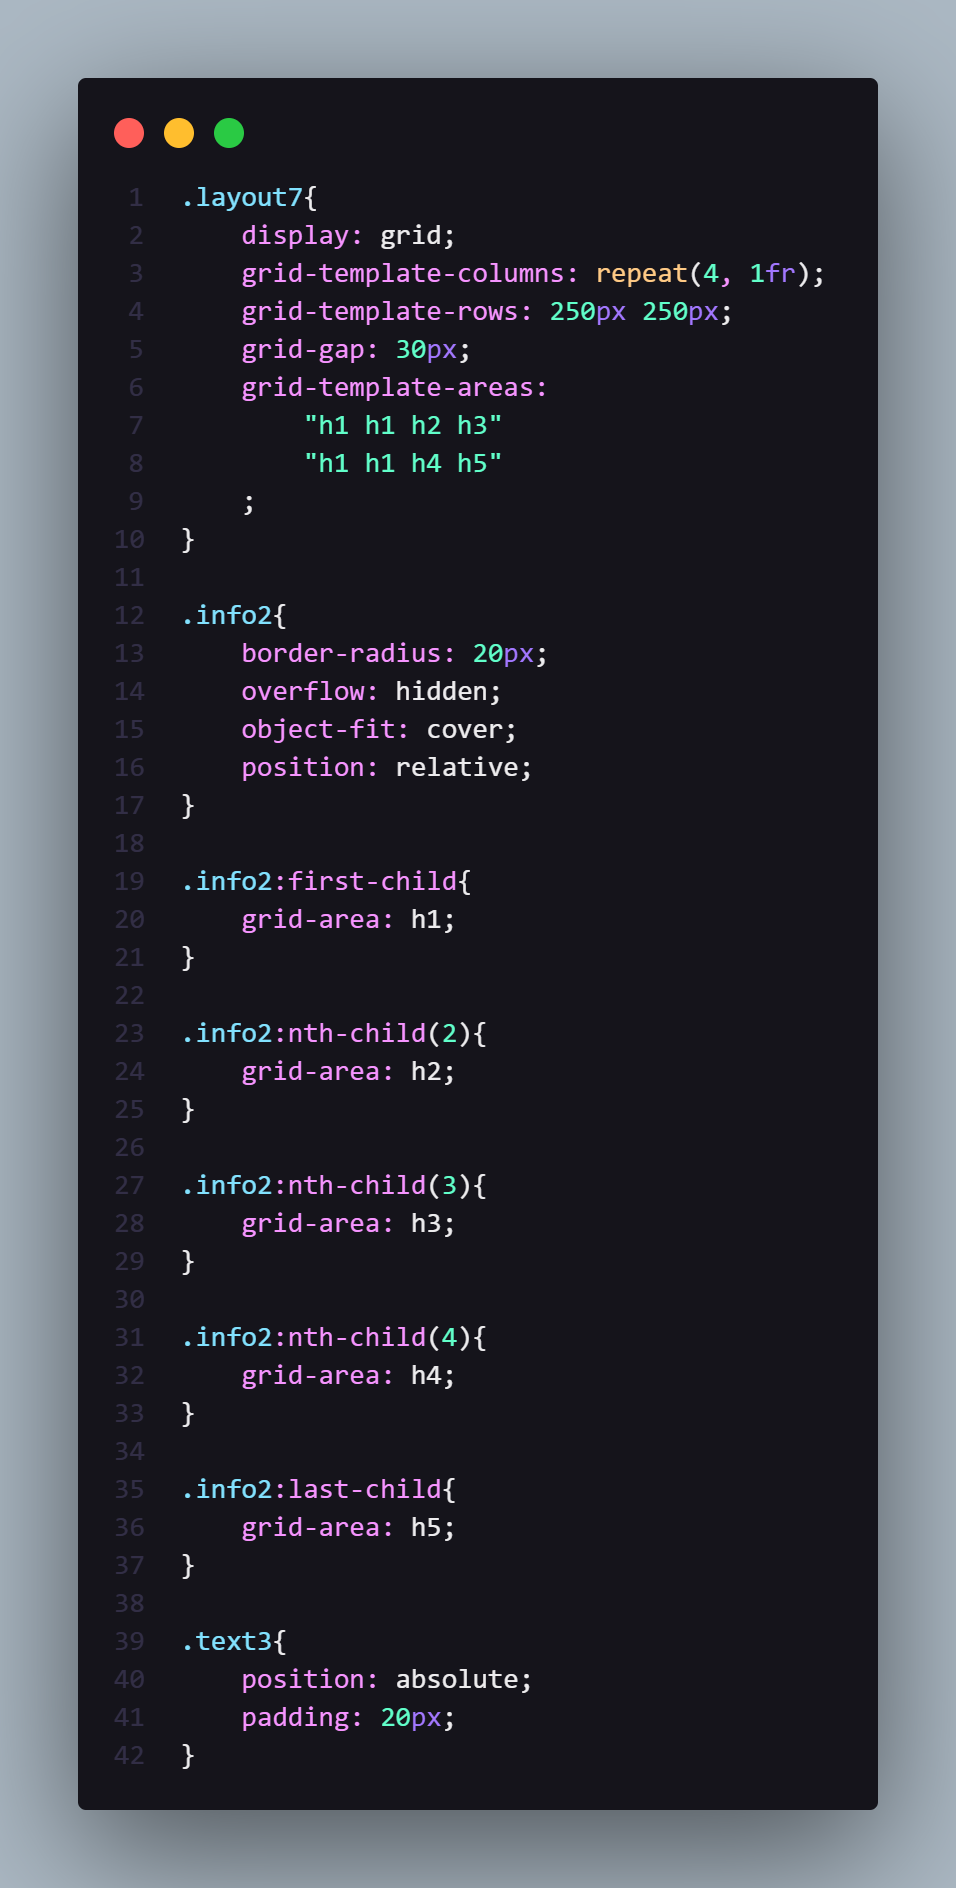 1 .layout7{
2     display: grid;
3     grid-template-columns: repeat(4, 1fr);
4     grid-template-rows: 250px 250px;
5     grid-gap: 30px;
6     grid-template-areas:
7         "h1 h1 h2 h3"
8         "h1 h1 h4 h5"
9     ;
10 }
11
12 .info2{
13     border-radius: 20px;
14     overflow: hidden;
15     object-fit: cover;
16     position: relative;
17 }
18
19 .info2:first-child{
20     grid-area: h1;
21 }
22
23 .info2:nth-child(2){
24     grid-area: h2;
25 }
26
27 .info2:nth-child(3){
28     grid-area: h3;
29 }
30
31 .info2:nth-child(4){
32     grid-area: h4;
33 }
34
35 .info2:last-child{
36     grid-area: h5;
37 }
38
39 .text3{
40     position: absolute;
41     padding: 20px;
42 }